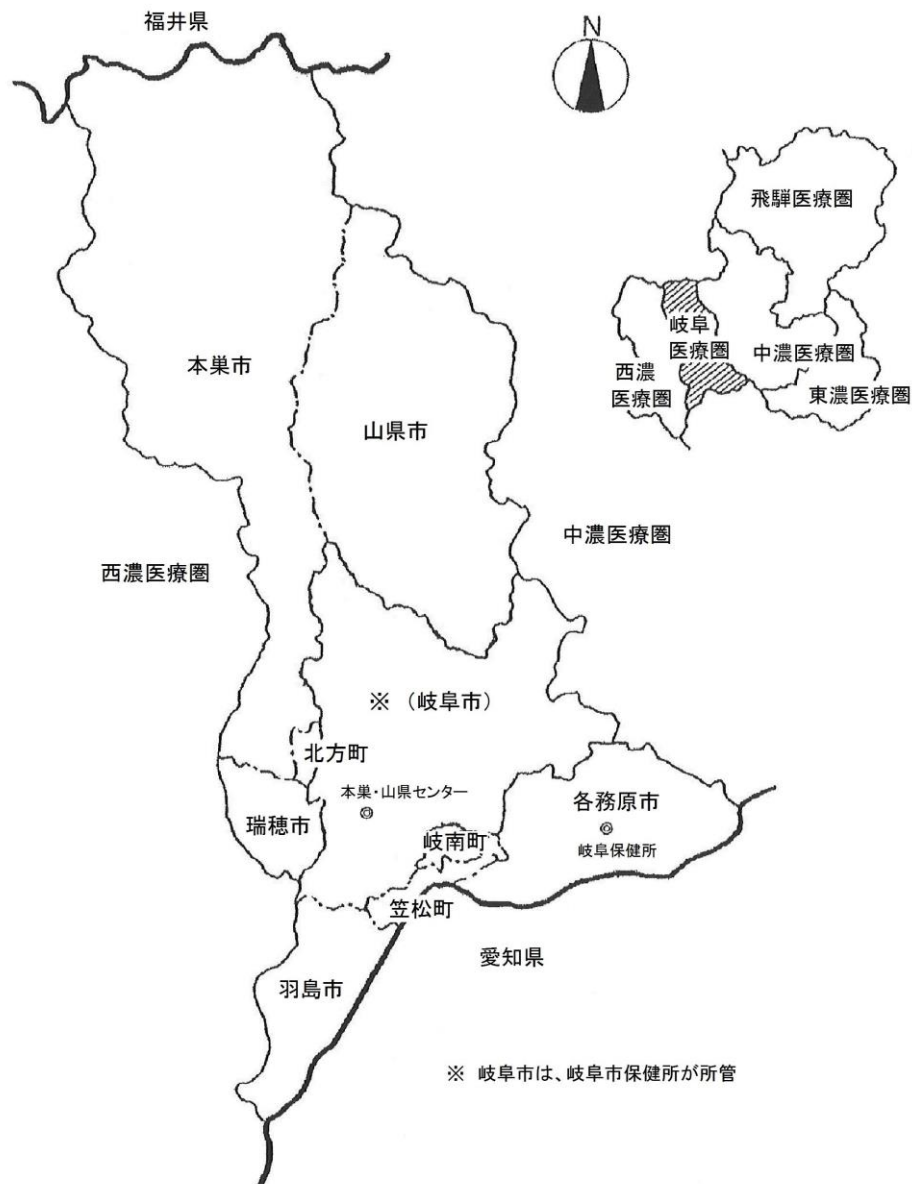 福井県
N
飛騨医療圏
岐阜
医療圏
中濃医療圏
西濃
医療圏
東濃医療圏
本巣市
山県市
中濃医療圏
西濃医療圏
※ (岐阜市)
北方町
本巣・山県センター
瑞穂市
各務原市
岐阜保健所
岐南町
笠松町
愛知県
羽島市
※ 岐阜市は、岐阜市保健所が所管